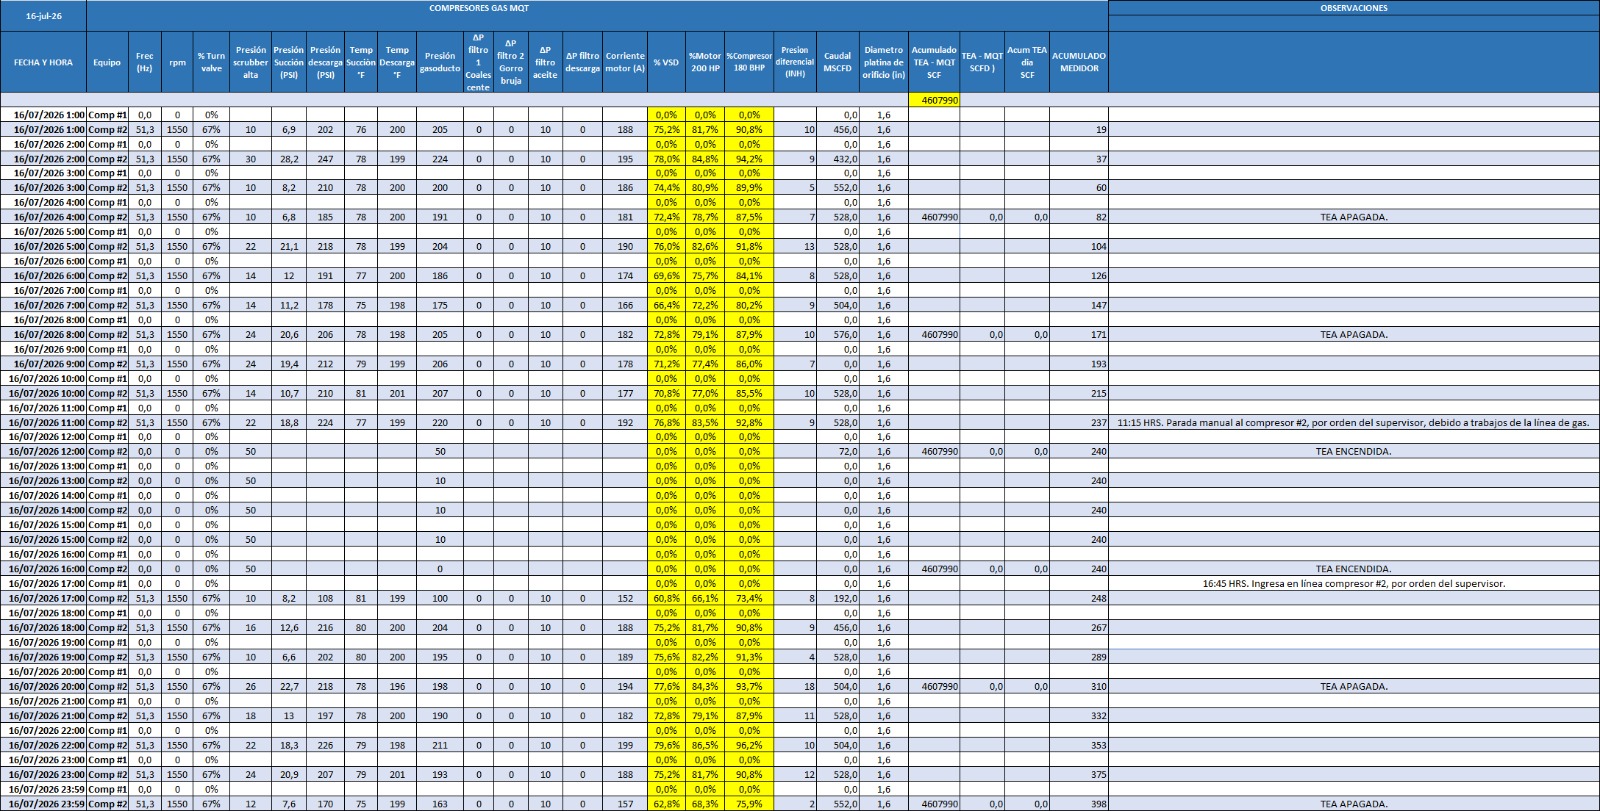 16-jul-26 COMPRESORES GAS MQT OBSERVACIONES
FECHA Y HORA Equipo Frec (Hz) rpm % Turn valve Presión scrubber alta Presión Succión (PSI) Presión descarga (PSI) Temp Succión °F Temp Descarga °F Presión gasoducto ΔP filtro 1 Coales cente ΔP filtro 2 Gorro bruja ΔP filtro aceite ΔP filtro descarga Corriente motor (A) % VSD %Motor 200 HP %Compresor 180 BHP Presion diferencial (INH) Caudal MSCFD Diametro platina de orificio (in) Acumulado TEA - MQT SCF TEA - MQT SCFD ) Acum TEA dia SCF ACUMULADO MEDIDOR
4607990
16/07/2026 1:00 Comp #1 0,0 0 0% 0,0% 0,0% 0,0% 0,0 1,6
16/07/2026 1:00 Comp #2 51,3 1550 67% 10 6,9 202 76 200 205 0 0 10 0 188 75,2% 81,7% 90,8% 10 456,0 1,6 19
16/07/2026 2:00 Comp #1 0,0 0 0% 0,0% 0,0% 0,0% 0,0 1,6
16/07/2026 2:00 Comp #2 51,3 1550 67% 30 28,2 247 78 199 224 0 0 10 0 195 78,0% 84,8% 94,2% 9 432,0 1,6 37
16/07/2026 3:00 Comp #1 0,0 0 0% 0,0% 0,0% 0,0% 0,0 1,6
16/07/2026 3:00 Comp #2 51,3 1550 67% 10 8,2 210 78 200 200 0 0 10 0 186 74,4% 80,9% 89,9% 5 552,0 1,6 60
16/07/2026 4:00 Comp #1 0,0 0 0% 0,0% 0,0% 0,0% 0,0 1,6
16/07/2026 4:00 Comp #2 51,3 1550 67% 10 6,8 185 78 200 191 0 0 10 0 181 72,4% 78,7% 87,5% 7 528,0 1,6 4607990 0,0 0,0 82 TEA APAGADA.
16/07/2026 5:00 Comp #1 0,0 0 0% 0,0% 0,0% 0,0% 0,0 1,6
16/07/2026 5:00 Comp #2 51,3 1550 67% 22 21,1 218 78 199 204 0 0 10 0 190 76,0% 82,6% 91,8% 13 528,0 1,6 104
16/07/2026 6:00 Comp #1 0,0 0 0% 0,0% 0,0% 0,0% 0,0 1,6
16/07/2026 6:00 Comp #2 51,3 1550 67% 14 12 191 77 200 186 0 0 10 0 174 69,6% 75,7% 84,1% 8 528,0 1,6 126
16/07/2026 7:00 Comp #1 0,0 0 0% 0,0% 0,0% 0,0% 0,0 1,6
16/07/2026 7:00 Comp #2 51,3 1550 67% 14 11,2 178 75 198 175 0 0 10 0 166 66,4% 72,2% 80,2% 9 504,0 1,6 147
16/07/2026 8:00 Comp #1 0,0 0 0% 0,0% 0,0% 0,0% 0,0 1,6
16/07/2026 8:00 Comp #2 51,3 1550 67% 24 20,6 206 78 198 205 0 0 10 0 182 72,8% 79,1% 87,9% 10 576,0 1,6 4607990 0,0 0,0 171 TEA APAGADA.
16/07/2026 9:00 Comp #1 0,0 0 0% 0,0% 0,0% 0,0% 0,0 1,6
16/07/2026 9:00 Comp #2 51,3 1550 67% 24 19,4 212 79 199 206 0 0 10 0 178 71,2% 77,4% 86,0% 7 528,0 1,6 193
16/07/2026 10:00 Comp #1 0,0 0 0% 0,0% 0,0% 0,0% 0,0 1,6
16/07/2026 10:00 Comp #2 51,3 1550 67% 14 10,7 210 81 201 207 0 0 10 0 177 70,8% 77,0% 85,5% 10 528,0 1,6 215
16/07/2026 11:00 Comp #1 0,0 0 0% 0,0% 0,0% 0,0% 0,0 1,6
16/07/2026 11:00 Comp #2 51,3 1550 67% 22 18,8 224 77 199 220 0 0 10 0 192 76,8% 83,5% 92,8% 9 528,0 1,6 237 11:15 HRS. Parada manual al compresor #2, por orden del supervisor, debido a trabajos de la línea de gas.
16/07/2026 12:00 Comp #1 0,0 0 0% 0,0% 0,0% 0,0% 0,0 1,6
16/07/2026 12:00 Comp #2 0,0 0 0% 50 50 0,0% 0,0% 0,0% 72,0 1,6 4607990 0,0 0,0 240 TEA ENCENDIDA.
16/07/2026 13:00 Comp #1 0,0 0 0% 0,0% 0,0% 0,0% 0,0 1,6
16/07/2026 13:00 Comp #2 0,0 0 0% 50 10 0,0% 0,0% 0,0% 0,0 1,6 240
16/07/2026 14:00 Comp #1 0,0 0 0% 0,0% 0,0% 0,0% 0,0 1,6
16/07/2026 14:00 Comp #2 0,0 0 0% 50 10 0,0% 0,0% 0,0% 0,0 1,6 240
16/07/2026 15:00 Comp #1 0,0 0 0% 0,0% 0,0% 0,0% 0,0 1,6
16/07/2026 15:00 Comp #2 0,0 0 0% 50 10 0,0% 0,0% 0,0% 0,0 1,6 240
16/07/2026 16:00 Comp #1 0,0 0 0% 0,0% 0,0% 0,0% 0,0 1,6
16/07/2026 16:00 Comp #2 0,0 0 0% 50 0 0,0% 0,0% 0,0% 0,0 1,6 4607990 0,0 0,0 240 TEA ENCENDIDA.
16/07/2026 17:00 Comp #1 0,0 0 0% 0,0% 0,0% 0,0% 0,0 1,6 16:45 HRS. Ingresa en línea compresor #2, por orden del supervisor.
16/07/2026 17:00 Comp #2 51,3 1550 67% 10 8,2 108 81 199 100 0 0 10 0 152 60,8% 66,1% 73,4% 8 192,0 1,6 248
16/07/2026 18:00 Comp #1 0,0 0 0% 0,0% 0,0% 0,0% 0,0 1,6
16/07/2026 18:00 Comp #2 51,3 1550 67% 16 12,6 216 80 200 204 0 0 10 0 188 75,2% 81,7% 90,8% 9 456,0 1,6 267
16/07/2026 19:00 Comp #1 0,0 0 0% 0,0% 0,0% 0,0% 0,0 1,6
16/07/2026 19:00 Comp #2 51,3 1550 67% 10 6,6 202 80 200 195 0 0 10 0 189 75,6% 82,2% 91,3% 4 528,0 1,6 289
16/07/2026 20:00 Comp #1 0,0 0 0% 0,0% 0,0% 0,0% 0,0 1,6
16/07/2026 20:00 Comp #2 51,3 1550 67% 26 22,7 218 78 196 198 0 0 10 0 194 77,6% 84,3% 93,7% 18 504,0 1,6 4607990 0,0 0,0 310 TEA APAGADA.
16/07/2026 21:00 Comp #1 0,0 0 0% 0,0% 0,0% 0,0% 0,0 1,6
16/07/2026 21:00 Comp #2 51,3 1550 67% 18 13 197 78 200 190 0 0 10 0 182 72,8% 79,1% 87,9% 11 528,0 1,6 332
16/07/2026 22:00 Comp #1 0,0 0 0% 0,0% 0,0% 0,0% 0,0 1,6
16/07/2026 22:00 Comp #2 51,3 1550 67% 22 18,3 226 79 198 211 0 0 10 0 199 79,6% 86,5% 96,2% 10 504,0 1,6 353
16/07/2026 23:00 Comp #1 0,0 0 0% 0,0% 0,0% 0,0% 0,0 1,6
16/07/2026 23:00 Comp #2 51,3 1550 67% 24 20,9 207 79 201 193 0 0 10 0 188 75,2% 81,7% 90,8% 12 528,0 1,6 375
16/07/2026 23:59 Comp #1 0,0 0 0% 0,0% 0,0% 0,0% 0,0 1,6
16/07/2026 23:59 Comp #2 51,3 1550 67% 12 7,6 170 75 199 163 0 0 10 0 157 62,8% 68,3% 75,9% 2 552,0 1,6 4607990 0,0 0,0 398 TEA APAGADA.